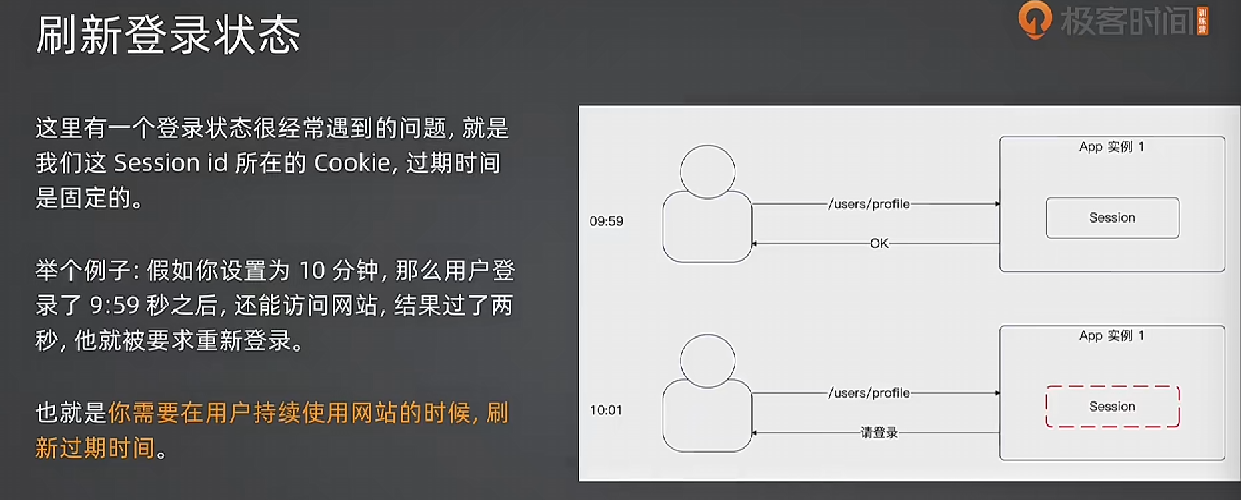 刷新登录状态
极客时间
训练营
这里有一个登录状态很经常遇到的问题, 就是
我们这 Session id 所在的 Cookie, 过期时间
是固定的。
举个例子: 假如你设置为 10 分钟, 那么用户登
录了 9:59 秒之后, 还能访问网站, 结果过了两
秒, 他就被要求重新登录。
也就是你需要在用户持续使用网站的时候, 刷
新过期时间。
App 实例 1
/users/profile
Session
09:59
OK
App 实例 1
/users/profile
Session
10:01
请登录